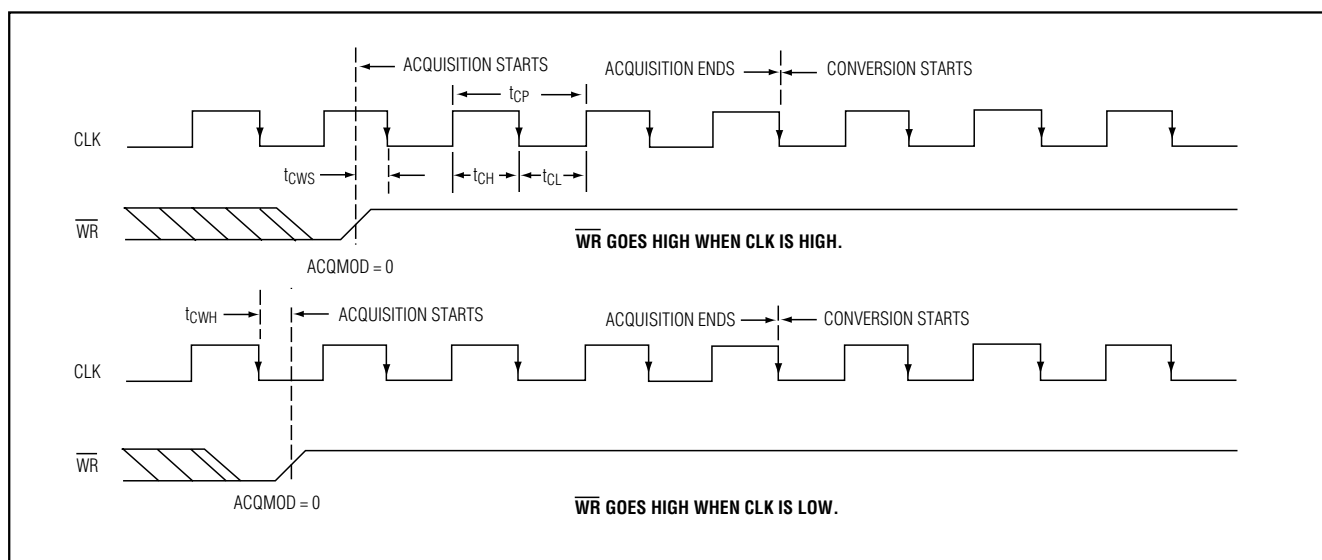 ACQUISITION STARTS ACQUISITION ENDS CONVERSION STARTS
tCP
CLK
tCWS tCH tCL
WR
WR GOES HIGH WHEN CLK IS HIGH.
ACQMOD = 0
tCWH ACQUISITION STARTS ACQUISITION ENDS CONVERSION STARTS
CLK
WR
ACQMOD = 0
WR GOES HIGH WHEN CLK IS LOW.